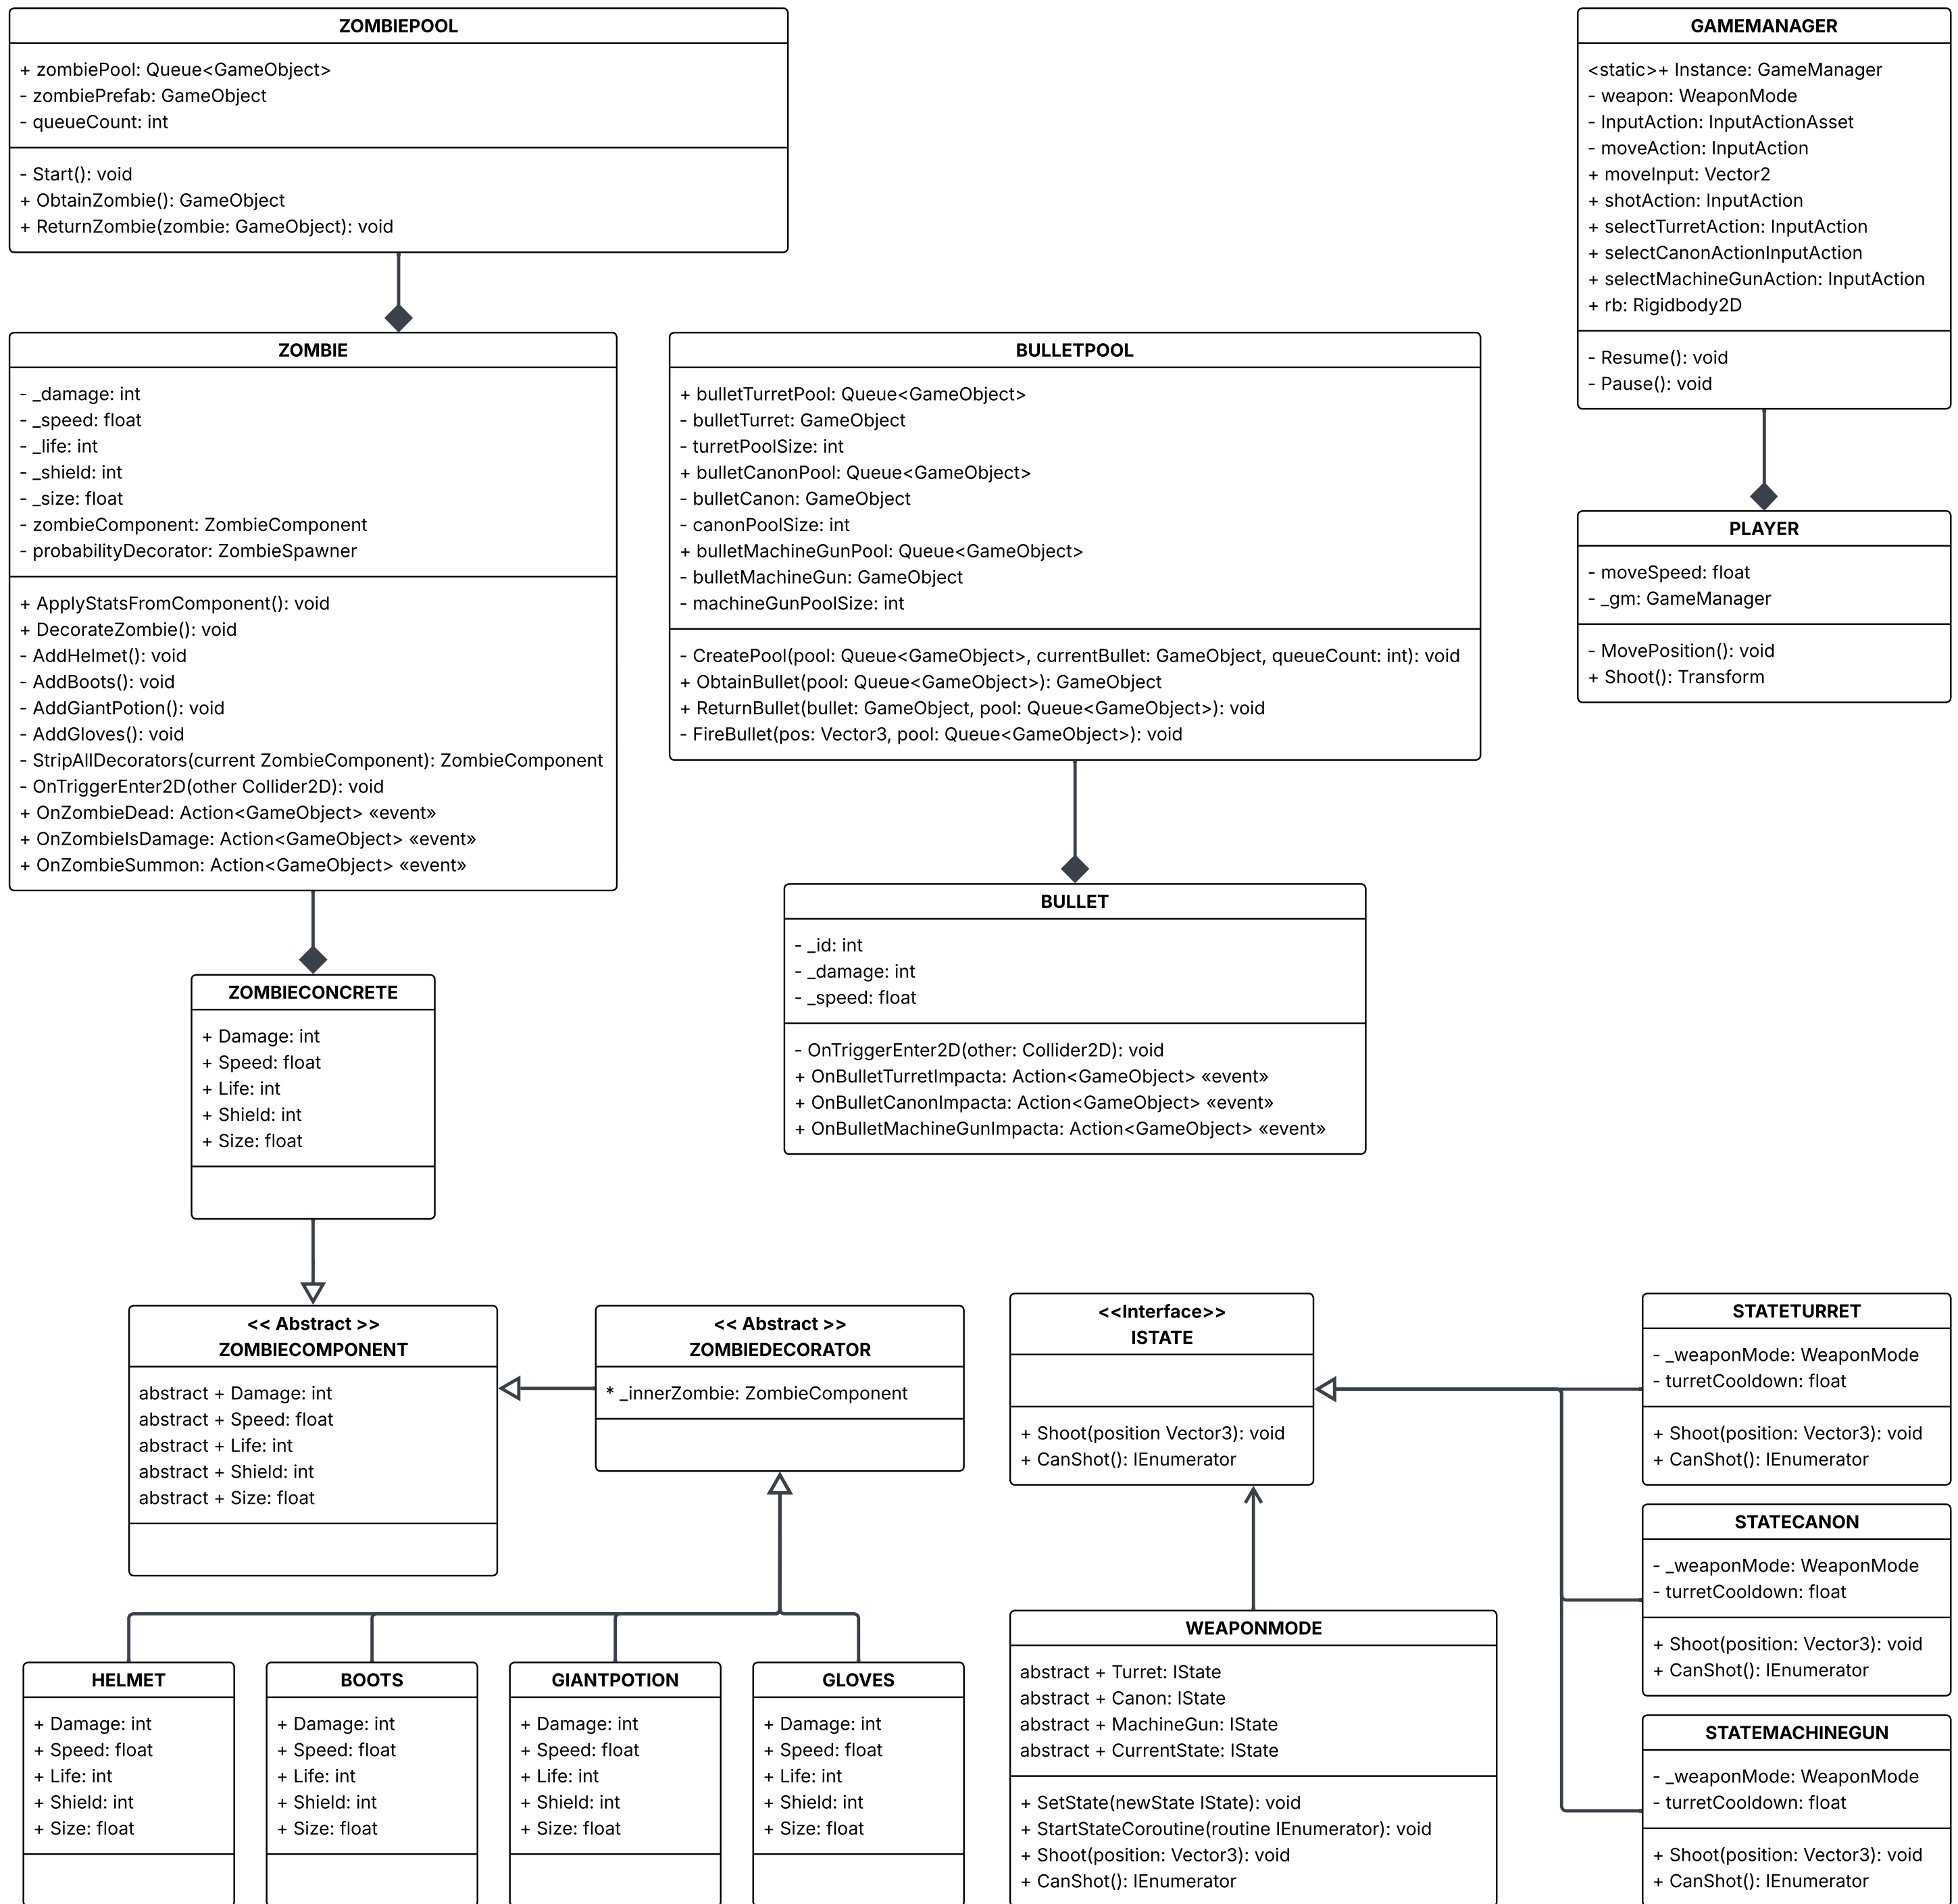 ZOMBIEPOOL
+ zombiePool: Queue<GameObject>
- zombiePrefab: GameObject
- queueCount: int
- Start(): void
+ ObtainZombie(): GameObject
+ ReturnZombie(zombie: GameObject): void
GAMEMANAGER
<static>+ Instance: GameManager
- weapon: WeaponMode
- InputAction: InputActionAsset
- moveAction: InputAction
+ moveInput: Vector2
+ shotAction: InputAction
+ selectTurretAction: InputAction
+ selectCanonActionInputAction
+ selectMachineGunAction: InputAction
+ rb: Rigidbody2D
- Resume(): void
- Pause(): void
ZOMBIE
- _damage: int
- _speed: float
- _life: int
- _shield: int
- _size: float
- zombieComponent: ZombieComponent
- probabilityDecorator: ZombieSpawner
+ ApplyStatsFromComponent(): void
+ DecorateZombie(): void
- AddHelmet(): void
- AddBoots(): void
- AddGiantPotion(): void
- AddGloves(): void
- StripAllDecorators(current ZombieComponent): ZombieComponent
- OnTriggerEnter2D(other Collider2D): void
+ OnZombieDead: Action<GameObject> «event»
+ OnZombieIsDamage: Action<GameObject> «event»
+ OnZombieSummon: Action<GameObject> «event»
BULLETPOOL
+ bulletTurretPool: Queue<GameObject>
- bulletTurret: GameObject
- turretPoolSize: int
+ bulletCanonPool: Queue<GameObject>
- bulletCanon: GameObject
- canonPoolSize: int
+ bulletMachineGunPool: Queue<GameObject>
- bulletMachineGun: GameObject
- machineGunPoolSize: int
- CreatePool(pool: Queue<GameObject>, currentBullet: GameObject, queueCount: int): void
+ ObtainBullet(pool: Queue<GameObject>): GameObject
+ ReturnBullet(bullet: GameObject, pool: Queue<GameObject>): void
- FireBullet(pos: Vector3, pool: Queue<GameObject>): void
PLAYER
- moveSpeed: float
- _gm: GameManager
- MovePosition(): void
+ Shoot(): Transform
BULLET
- _id: int
- _damage: int
- _speed: float
- OnTriggerEnter2D(other: Collider2D): void
+ OnBulletTurretImpacta: Action<GameObject> «event»
+ OnBulletCanonImpacta: Action<GameObject> «event»
+ OnBulletMachineGunImpacta: Action<GameObject> «event»
ZOMBIECONCRETE
+ Damage: int
+ Speed: float
+ Life: int
+ Shield: int
+ Size: float
<< Abstract >>
ZOMBIECOMPONENT
abstract + Damage: int
abstract + Speed: float
abstract + Life: int
abstract + Shield: int
abstract + Size: float
<< Abstract >>
ZOMBIEDECORATOR
* _innerZombie: ZombieComponent
<<Interface>>
ISTATE
+ Shoot(position Vector3): void
+ CanShot(): IEnumerator
STATETURRET
- _weaponMode: WeaponMode
- turretCooldown: float
+ Shoot(position: Vector3): void
+ CanShot(): IEnumerator
STATECANON
- _weaponMode: WeaponMode
- turretCooldown: float
+ Shoot(position: Vector3): void
+ CanShot(): IEnumerator
STATEMACHINEGUN
- _weaponMode: WeaponMode
- turretCooldown: float
+ Shoot(position: Vector3): void
+ CanShot(): IEnumerator
HELMET
+ Damage: int
+ Speed: float
+ Life: int
+ Shield: int
+ Size: float
BOOTS
+ Damage: int
+ Speed: float
+ Life: int
+ Shield: int
+ Size: float
GIANTPOTION
+ Damage: int
+ Speed: float
+ Life: int
+ Shield: int
+ Size: float
GLOVES
+ Damage: int
+ Speed: float
+ Life: int
+ Shield: int
+ Size: float
WEAPONMODE
abstract + Turret: IState
abstract + Canon: IState
abstract + MachineGun: IState
abstract + CurrentState: IState
+ SetState(newState IState): void
+ StartStateCoroutine(routine IEnumerator): void
+ Shoot(position: Vector3): void
+ CanShot(): IEnumerator